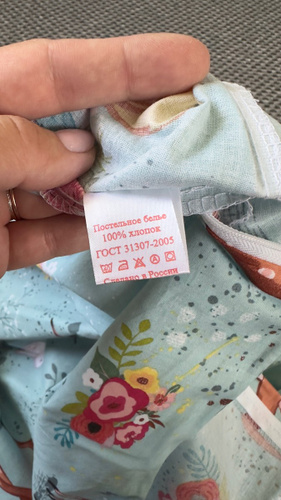 Постельное белье
100% хлопок
ГОСТ 31307-2005
Сделано в России